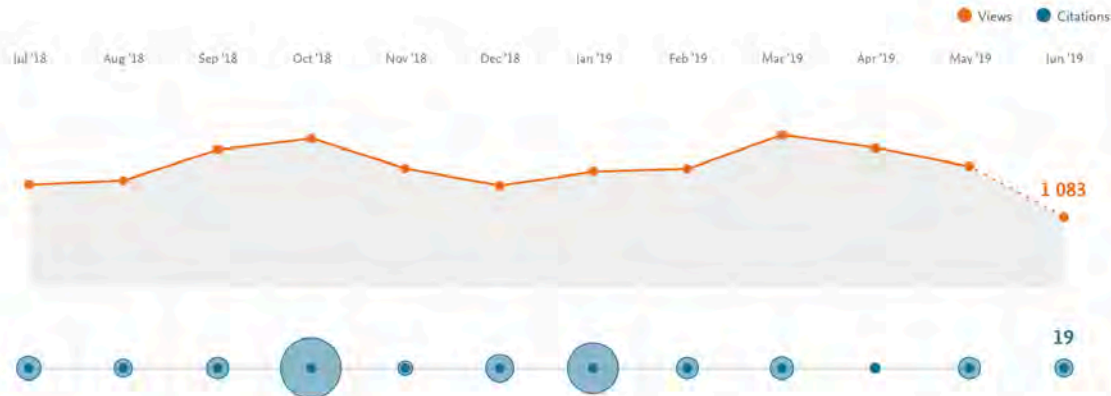 Views Citations
Jul '18 Aug '18 Sep '18 Oct '18 Nov '18 Dec '18 Jan '19 Feb '19 Mar '19 Apr '19 May '19 Jun '19
1 083
19